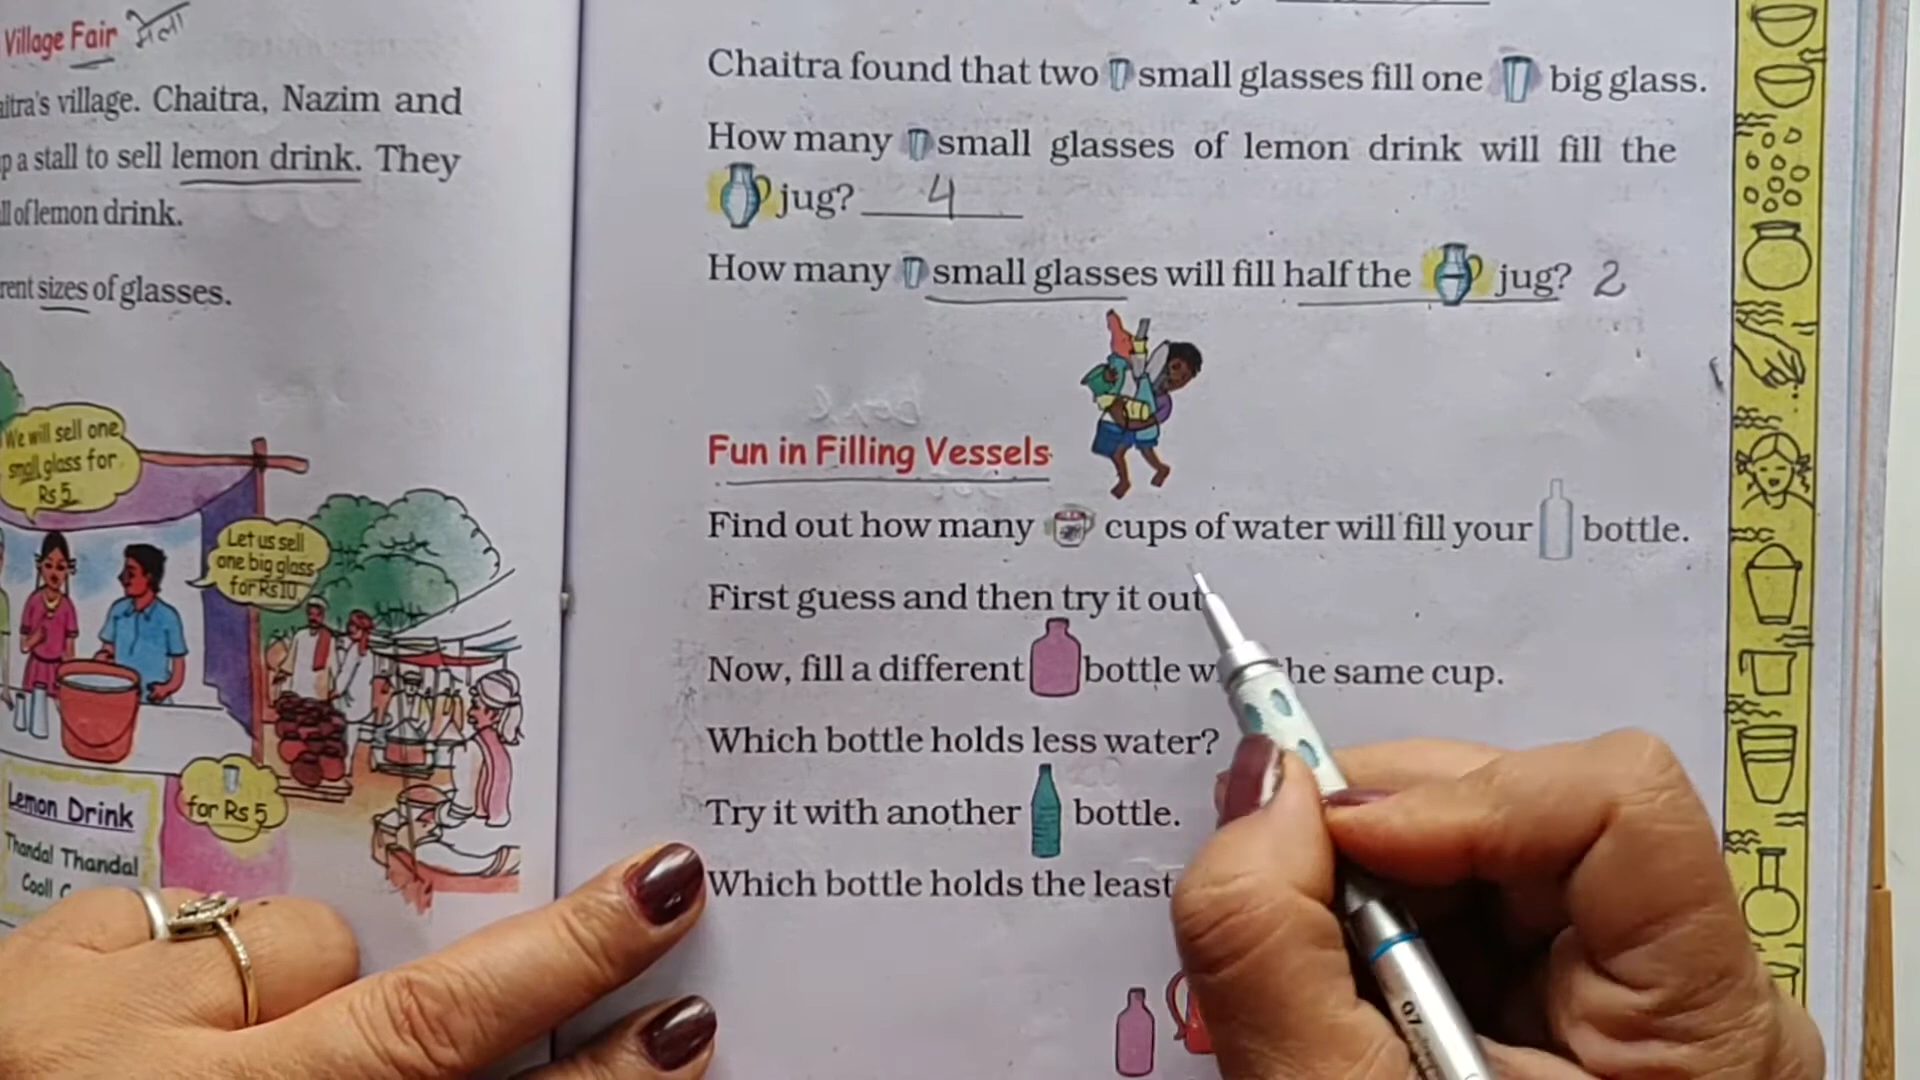 Village Fair मेला
aitra's village. Chaitra, Nazim and
p a stall to sell lemon drink. They
ll of lemon drink.
rent sizes of glasses.
We will sell one
small glass for
Rs 5
Let us sell
one big glass
for Rs 10
for Rs 5
Lemon Drink
Thanda! Thanda!
Cool! C
Chaitra found that two small glasses fill one big glass.
How many small glasses of lemon drink will fill the
jug? 4
How many small glasses will fill half the jug? 2
Fun in Filling Vessels
Find out how many cups of water will fill your bottle.
First guess and then try it out
Now, fill a different bottle w he same cup.
Which bottle holds less water?
Try it with another bottle.
Which bottle holds the least